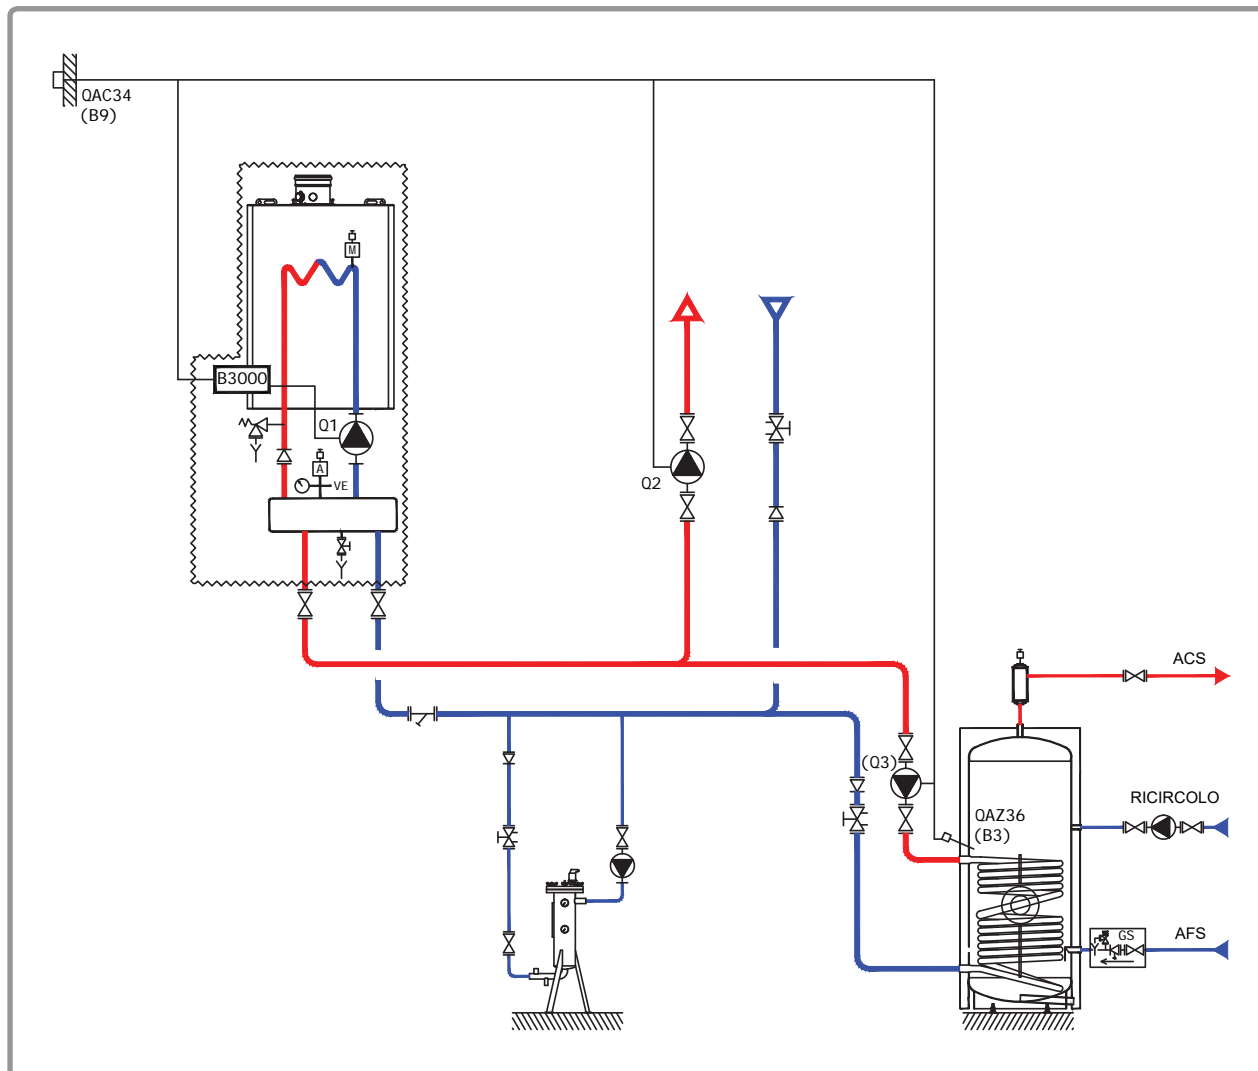 QAC34
(B9)
M
B3000
Q1
A
VE
Q2
ACS
(Q3)
RICIRCOLO
QAZ36
(B3)
GS
AFS